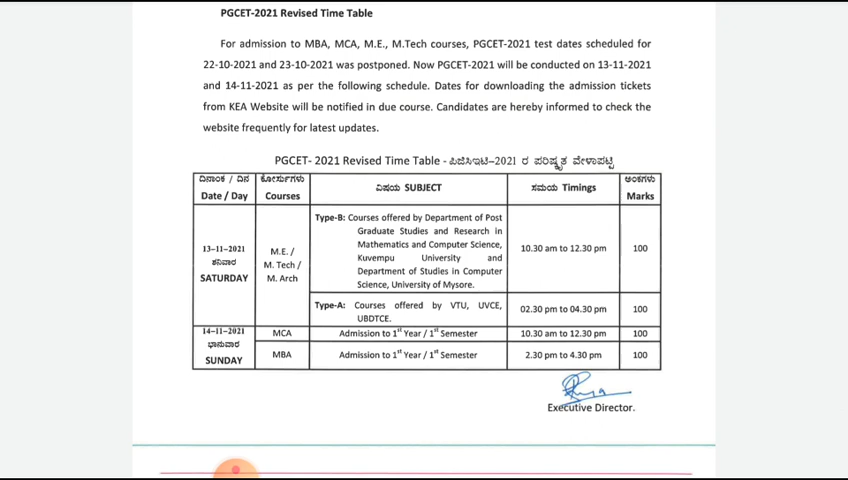 PGCET-2021 Revised Time Table
For admission to MBA, MCA, M.E., M.Tech courses, PGCET-2021 test dates scheduled for
22-10-2021 and 23-10-2021 was postponed. Now PGCET-2021 will be conducted on 13-11-2021
and 14-11-2021 as per the following schedule. Dates for downloading the admission tickets
from KEA Website will be notified in due course. Candidates are hereby informed to check the
website frequently for latest updates.
PGCET- 2021 Revised Time Table - ಪಿಜಿಸಿಇಟಿ-2021 ರ ಪರಿಷ್ಕೃತ ವೇಳಾಪಟ್ಟಿ
ದಿನಾಂಕ / ದಿನ
Date / Day
ಕೋರ್ಸುಗಳು
Courses
ವಿಷಯ SUBJECT
ಸಮಯ Timings
ಅಂಕಗಳು
Marks
13-11-2021
ಶನಿವಾರ
SATURDAY
M.E. /
M. Tech /
M. Arch
Type-B: Courses offered by Department of Post
Graduate Studies and Research in
Mathematics and Computer Science,
Kuvempu University and
Department of Studies in Computer
Science, University of Mysore.
10.30 am to 12.30 pm
100
Type-A: Courses offered by VTU, UVCE,
UBDTCE.
02.30 pm to 04.30 pm
100
14-11-2021
ಭಾನುವಾರ
SUNDAY
MCA
Admission to 1st Year / 1st Semester
10.30 am to 12.30 pm
100
MBA
Admission to 1st Year / 1st Semester
2.30 pm to 4.30 pm
100
Executive Director.